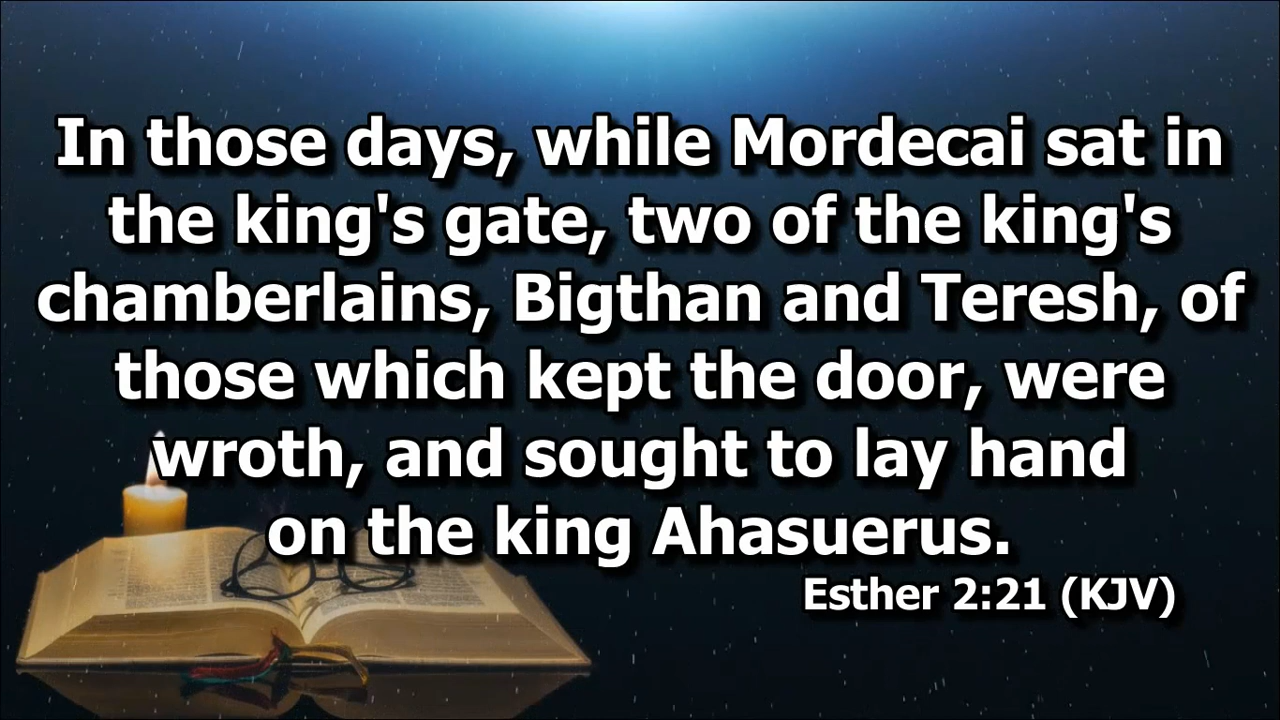 In those days, while Mordecai sat in
the king's gate, two of the king's
chamberlains, Bigthan and Teresh, of
those which kept the door, were
wroth, and sought to lay hand
on the king Ahasuerus.
Esther 2:21 (KJV)